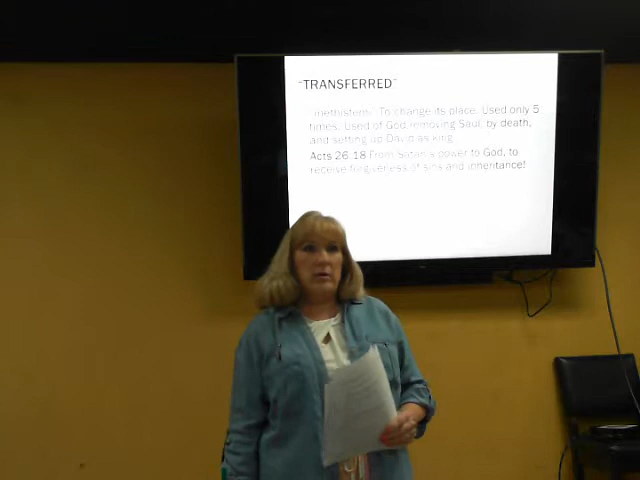 "TRANSFERRED"
"methistemi" To change its place. Used only 5
times. Used of God removing Saul, by death,
and setting up David as king.
Acts 26.18 From Satan's power to God, to
receive forgiveness of sins and inheritance!